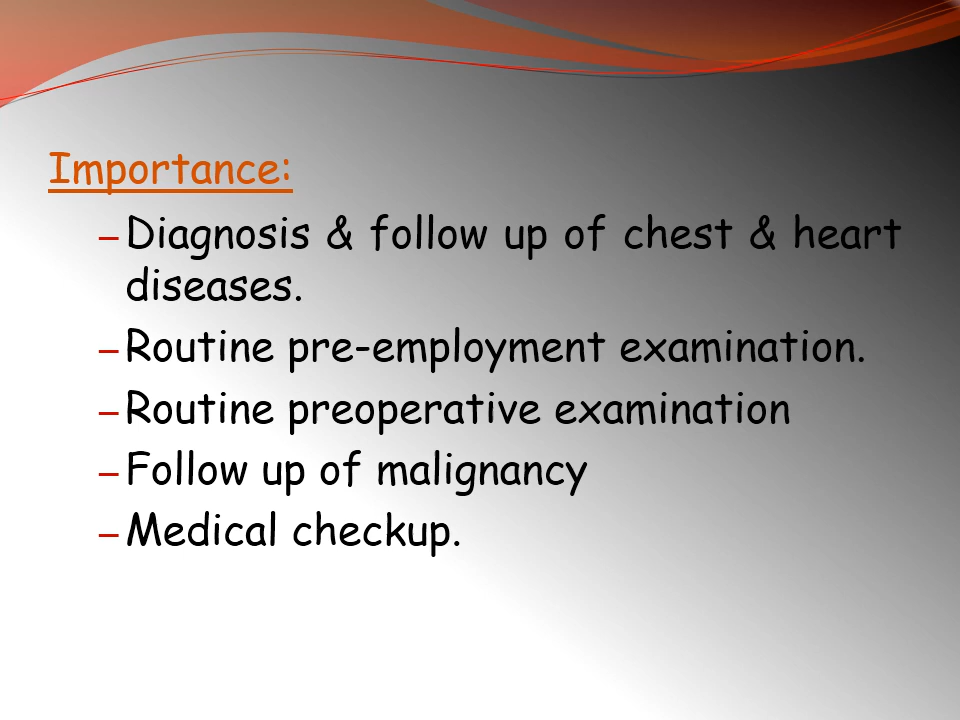 Importance:
– Diagnosis & follow up of chest & heart
diseases.
– Routine pre-employment examination.
– Routine preoperative examination
– Follow up of malignancy
– Medical checkup.